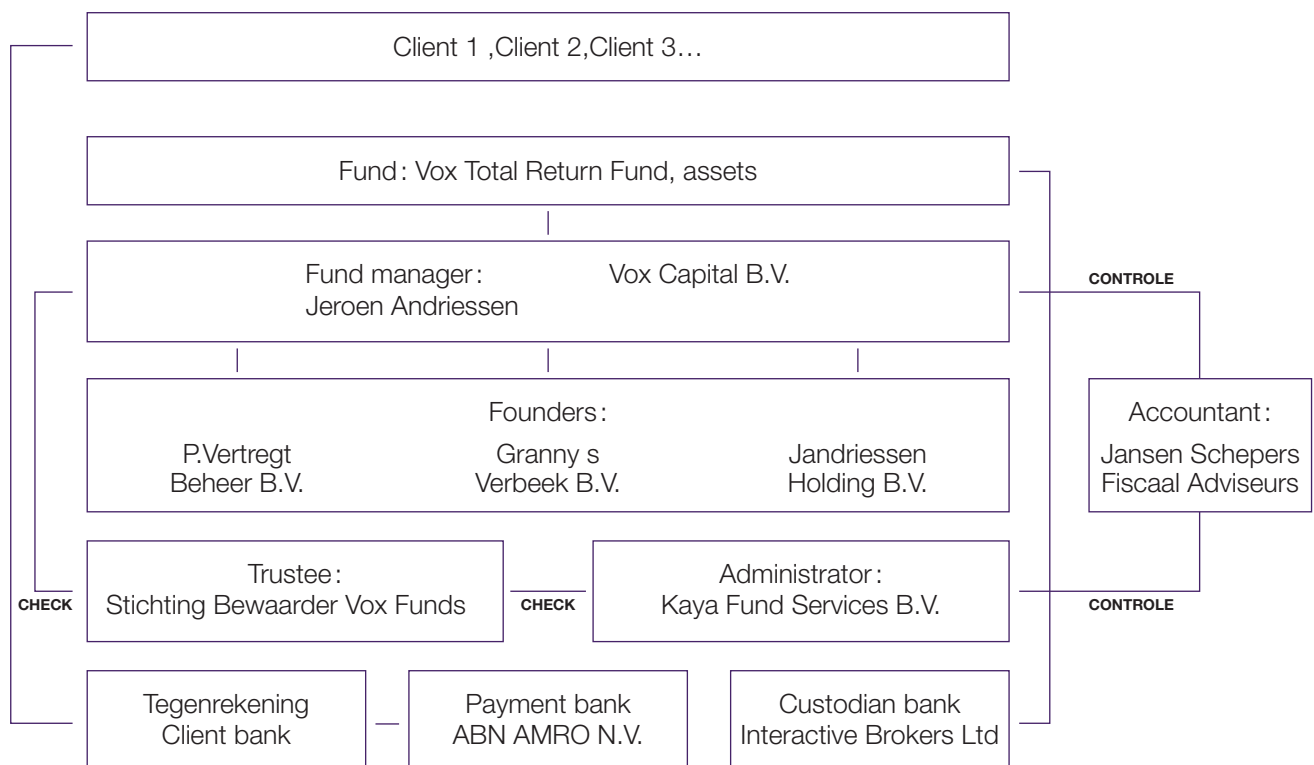 Client 1 ,Client 2,Client 3…
Fund: Vox Total Return Fund, assets
Fund manager: Vox Capital B.V.
Jeroen Andriessen
CONTROLE
Founders:
P.Vertregt
Beheer B.V.
Granny s
Verbeek B.V.
Jandriessen
Holding B.V.
Accountant:
Jansen Schepers
Fiscaal Adviseurs
CHECK
Trustee:
Stichting Bewaarder Vox Funds
CHECK
Administrator:
Kaya Fund Services B.V.
CONTROLE
Tegenrekening
Client bank
Payment bank
ABN AMRO N.V.
Custodian bank
Interactive Brokers Ltd